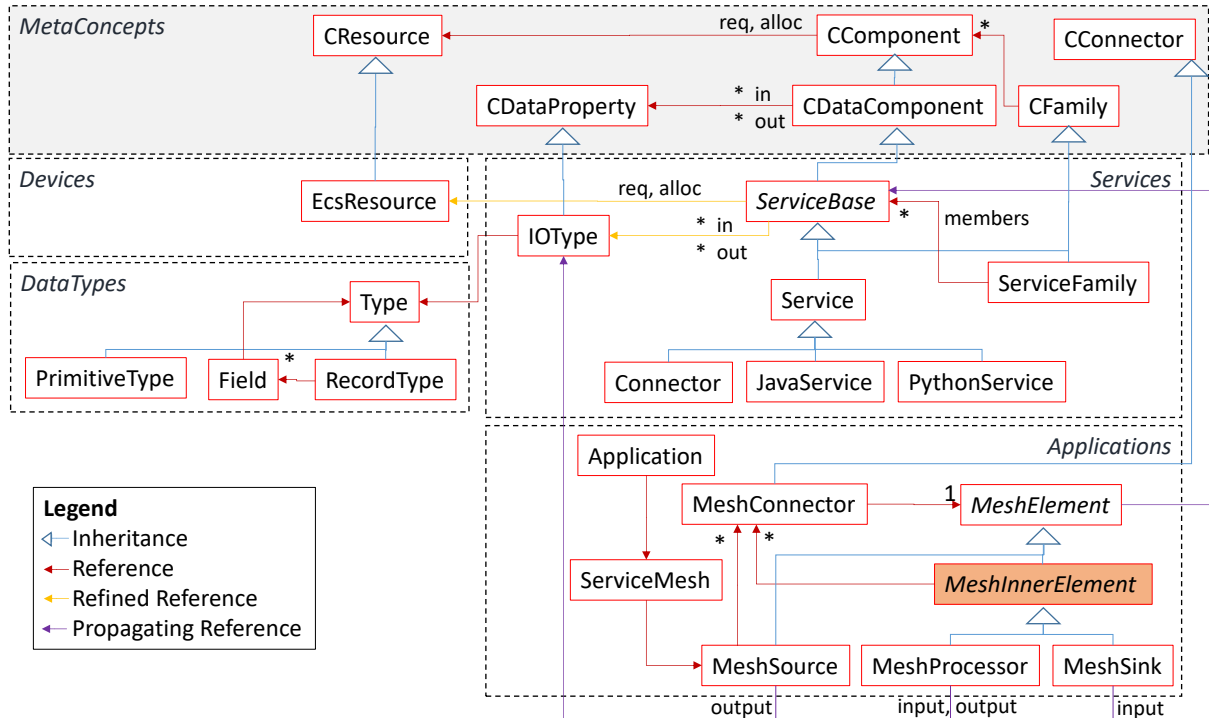 MetaConcepts
CResource
req, alloc
CComponent
*
CConnector
CDataProperty
* in
* out
CDataComponent
CFamily
Devices
EcsResource
req, alloc
ServiceBase
*
Services
members
IOType
* in
* out
ServiceFamily
DataTypes
Type
Service
PrimitiveType
Field
*
RecordType
Connector
JavaService
PythonService
Application
Applications
MeshConnector
1
MeshElement
*
*
ServiceMesh
MeshInnerElement
MeshSource
MeshProcessor
MeshSink
output
input, output
input
Legend
Inheritance
Reference
Refined Reference
Propagating Reference